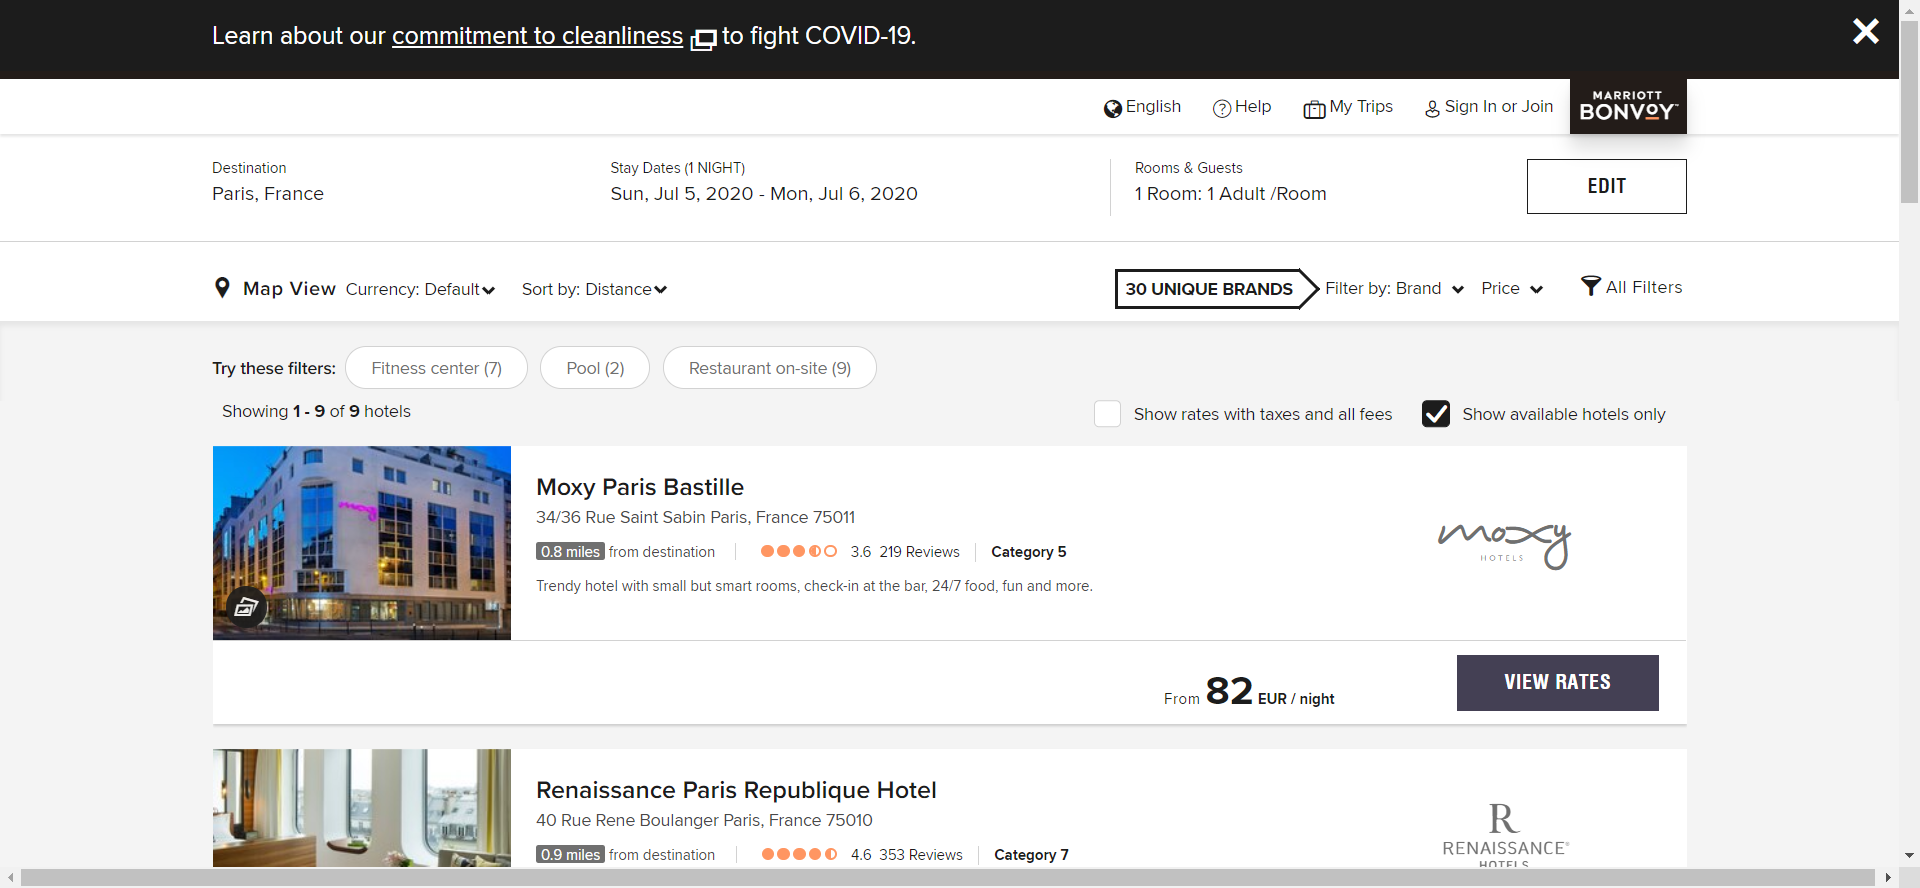 Learn about our commitment to cleanliness to fight COVID-19.
English Help My Trips Sign In or Join
MARRIOTT
BONVOY
Destination
Paris, France
Stay Dates (1 NIGHT)
Sun, Jul 5, 2020 - Mon, Jul 6, 2020
Rooms & Guests
1 Room: 1 Adult /Room
EDIT
Map View Currency: Default Sort by: Distance
30 UNIQUE BRANDS Filter by: Brand Price All Filters
Try these filters: Fitness center (7) Pool (2) Restaurant on-site (9)
Showing 1 - 9 of 9 hotels
Show rates with taxes and all fees Show available hotels only
moxy
Moxy Paris Bastille
34/36 Rue Saint Sabin Paris, France 75011
0.8 miles from destination 3.6 219 Reviews Category 5
Trendy hotel with small but smart rooms, check-in at the bar, 24/7 food, fun and more.
moxy
HOTELS
From 82 EUR / night
VIEW RATES
Renaissance Paris Republique Hotel
40 Rue Rene Boulanger Paris, France 75010
0.9 miles from destination 4.6 353 Reviews Category 7
R
RENAISSANCE®
HOTELS